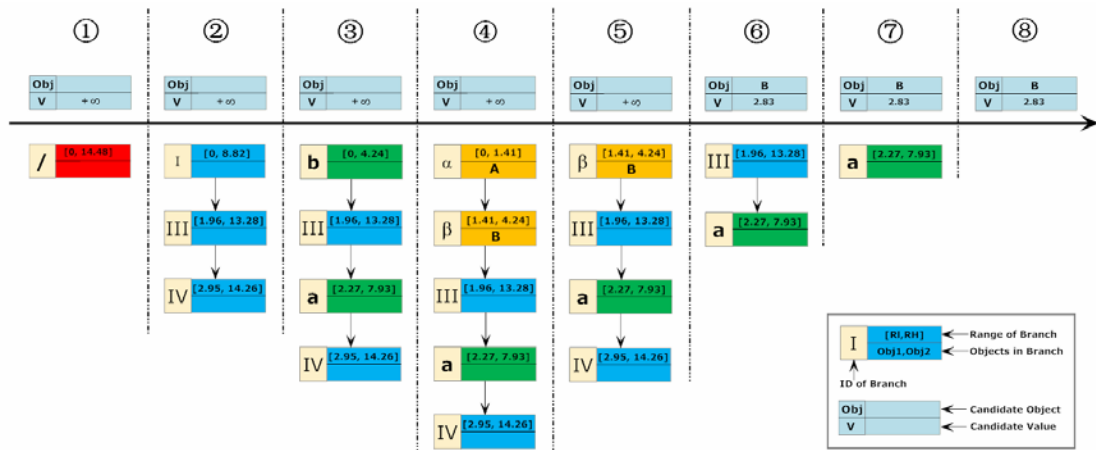 ① ② ③ ④ ⑤ ⑥ ⑦ ⑧
Obj Obj Obj Obj Obj Obj B Obj B Obj B
V +∞ V +∞ V +∞ V +∞ V +∞ V 2.83 V 2.83 V 2.83
/ [0, 14.48] I [0, 8.82] b [0, 4.24] α [0, 1.41] β [1.41, 4.24] III [1.96, 13.28] a [2.27, 7.93]
A B
III [1.96, 13.28] III [1.96, 13.28] β [1.41, 4.24] III [1.96, 13.28] a [2.27, 7.93]
B
IV [2.95, 14.26] a [2.27, 7.93] III [1.96, 13.28] a [2.27, 7.93]
IV [2.95, 14.26] a [2.27, 7.93] IV [2.95, 14.26]
IV [2.95, 14.26]
I [Rl,RH] Range of Branch
Obj1,Obj2 Objects in Branch
ID of Branch
Obj Candidate Object
V Candidate Value